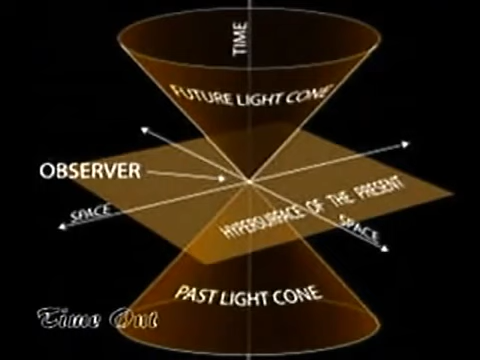 TIME
FUTURE LIGHT CONE
OBSERVER
SPACE
HYPERSURFACE OF THE PRESENT
SPACE
PAST LIGHT CONE
Time Out